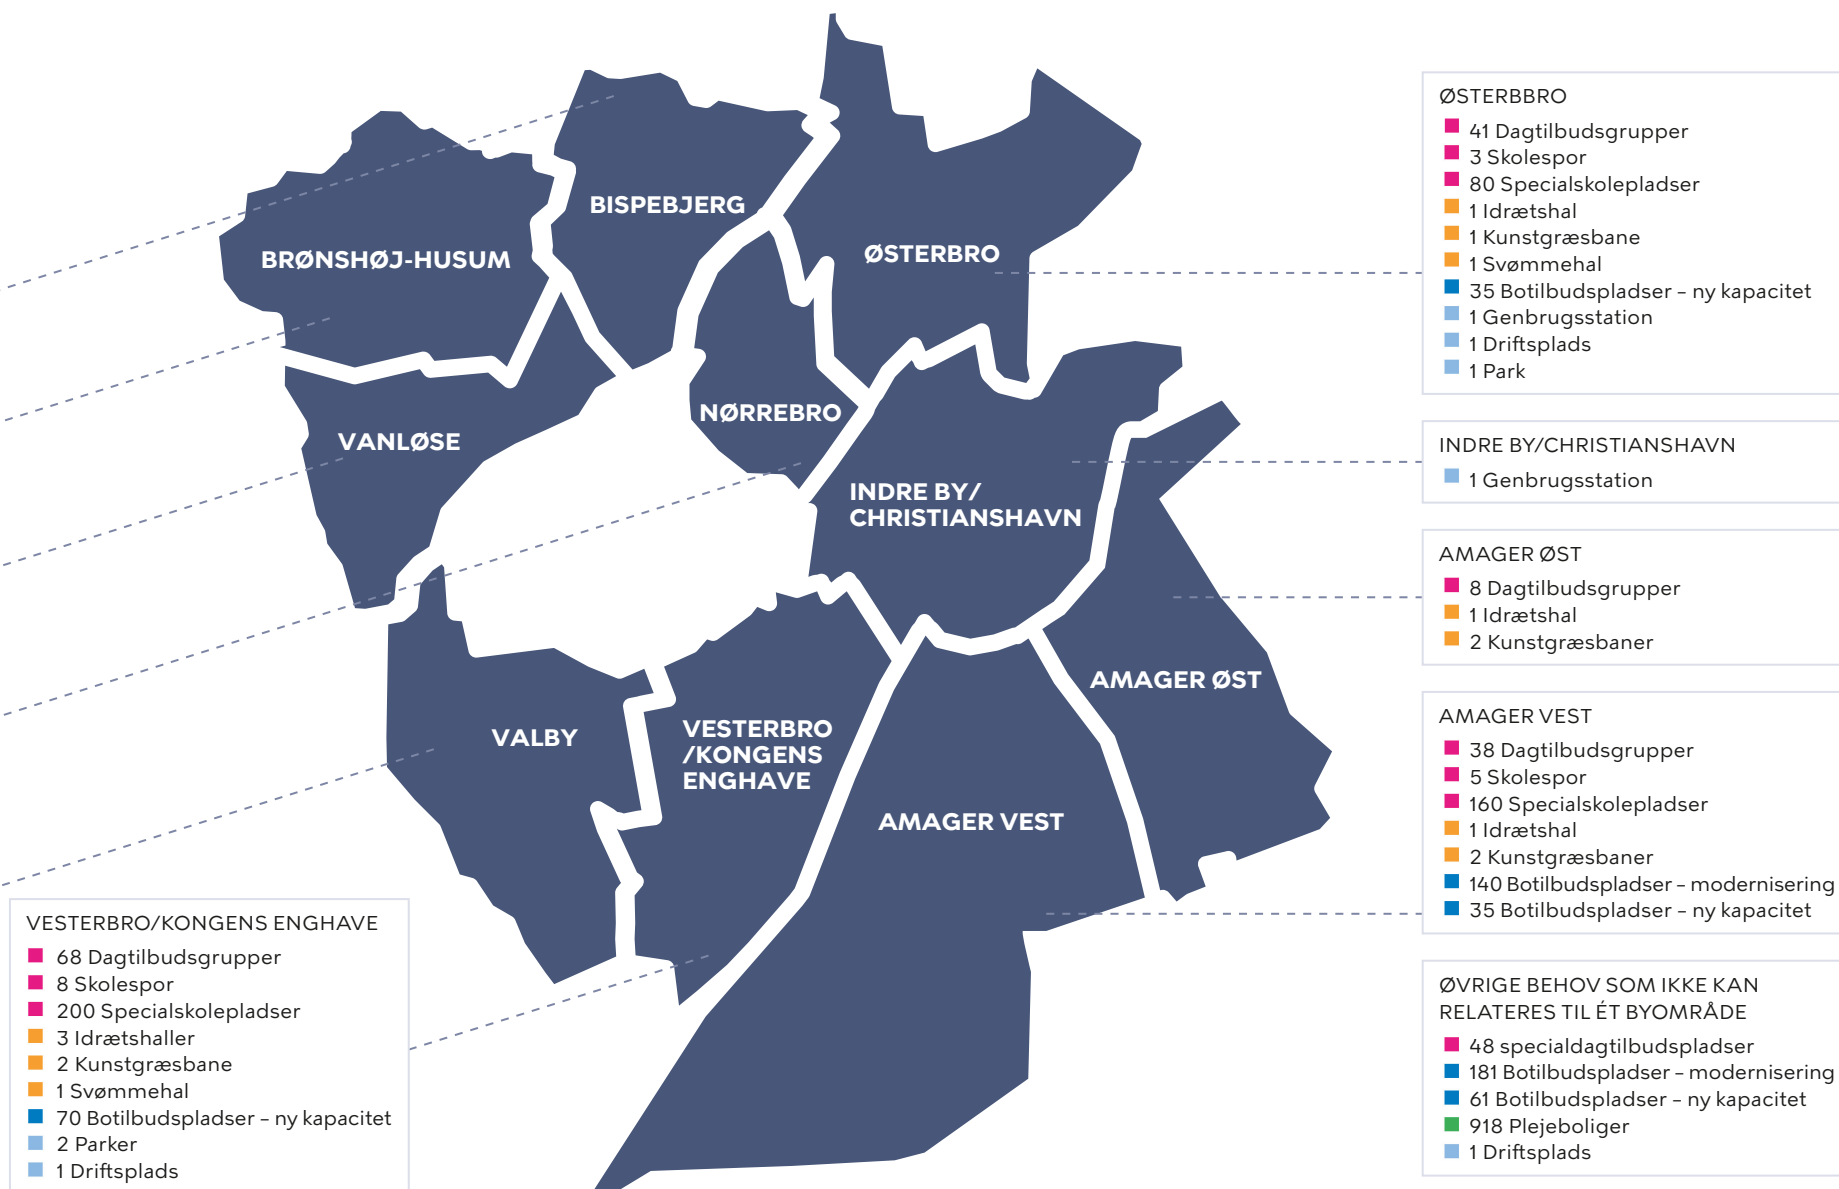 BISPEBJERG
BRØNSHØJ-HUSUM
ØSTERBRO
VANLØSE
NØRREBRO
INDRE BY/
CHRISTIANSHAVN
AMAGER ØST
VALBY
VESTERBRO
/KONGENS
ENGHAVE
AMAGER VEST
VESTERBRO/KONGENS ENGHAVE
68 Dagtilbudsgrupper
8 Skolespor
200 Specialskolepladser
3 Idrætshaller
2 Kunstgræsbane
1 Svømmehal
70 Botilbudspladser – ny kapacitet
2 Parker
1 Driftsplads
ØSTERBBRO
41 Dagtilbudsgrupper
3 Skolespor
80 Specialskolepladser
1 Idrætshal
1 Kunstgræsbane
1 Svømmehal
35 Botilbudspladser – ny kapacitet
1 Genbrugsstation
1 Driftsplads
1 Park
INDRE BY/CHRISTIANSHAVN
1 Genbrugsstation
AMAGER ØST
8 Dagtilbudsgrupper
1 Idrætshal
2 Kunstgræsbaner
AMAGER VEST
38 Dagtilbudsgrupper
5 Skolespor
160 Specialskolepladser
1 Idrætshal
2 Kunstgræsbaner
140 Botilbudspladser – modernisering
35 Botilbudspladser – ny kapacitet
ØVRIGE BEHOV SOM IKKE KAN
RELATERES TIL ÉT BYOMRÅDE
48 specialdagtilbudspladser
181 Botilbudspladser – modernisering
61 Botilbudspladser – ny kapacitet
918 Plejeboliger
1 Driftsplads